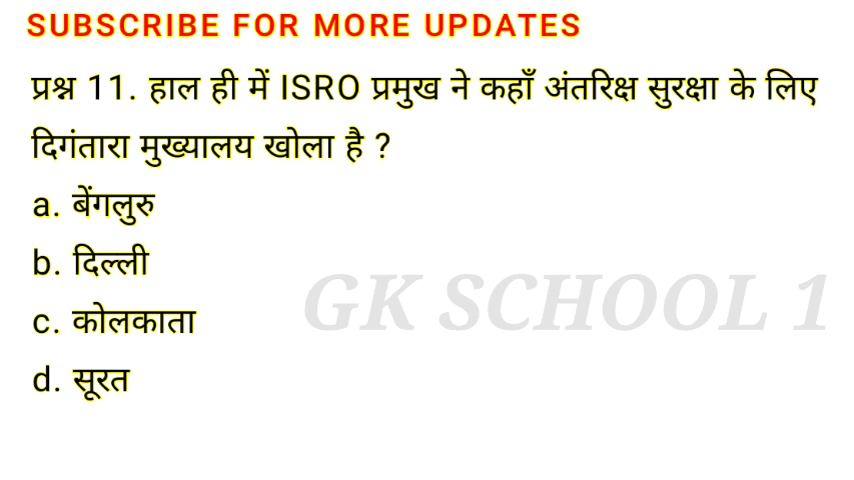 SUBSCRIBE FOR MORE UPDATES
प्रश्न 11. हाल ही में ISRO प्रमुख ने कहाँ अंतरिक्ष सुरक्षा के लिए
दिगंतारा मुख्यालय खोला है ?
a. बेंगलुरु
b. दिल्ली
GK SCHOOL 1
c. कोलकाता
d. सूरत